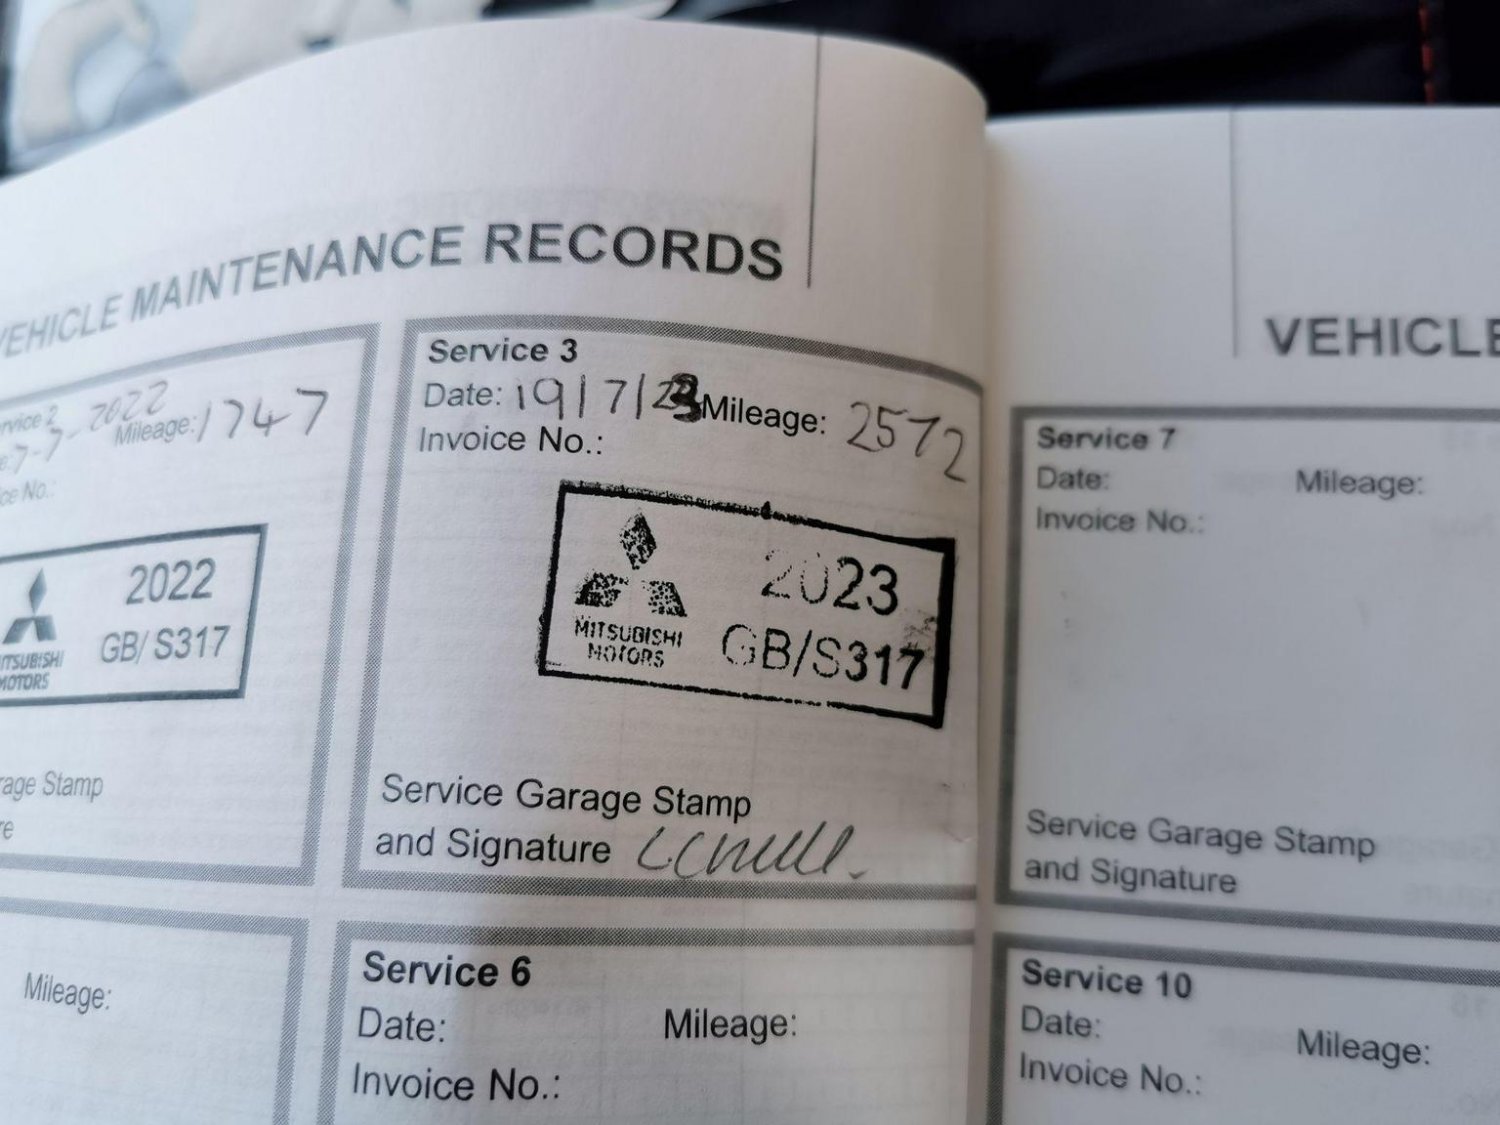 VEHICLE MAINTENANCE RECORDS
2
7-7-2022
Mileage: 1747
No.:
2022
GB/ S317
MITSUBISHI
MOTORS
Stamp
Service 3
Date: 19/7/23 Mileage: 2572
Invoice No.:
2023
GB/S317
MITSUBISHI
MOTORS
Service Garage Stamp
and Signature
Mileage:
Service 6
Date: Mileage:
Invoice No.:
VEHICLE
Service 7
Date: Mileage:
Invoice No.:
Service Garage Stamp
and Signature
Service 10
Date: Mileage:
Invoice No.: